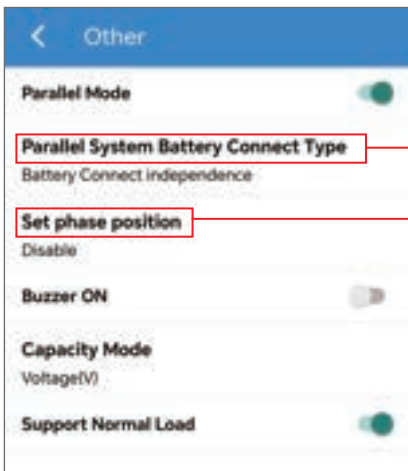 Other
Parallel Mode
Parallel System Battery Connect Type
Battery Connect independence
Set phase position
Disable
Buzzer ON
Capacity Mode
Voltage(V)
Support Normal Load